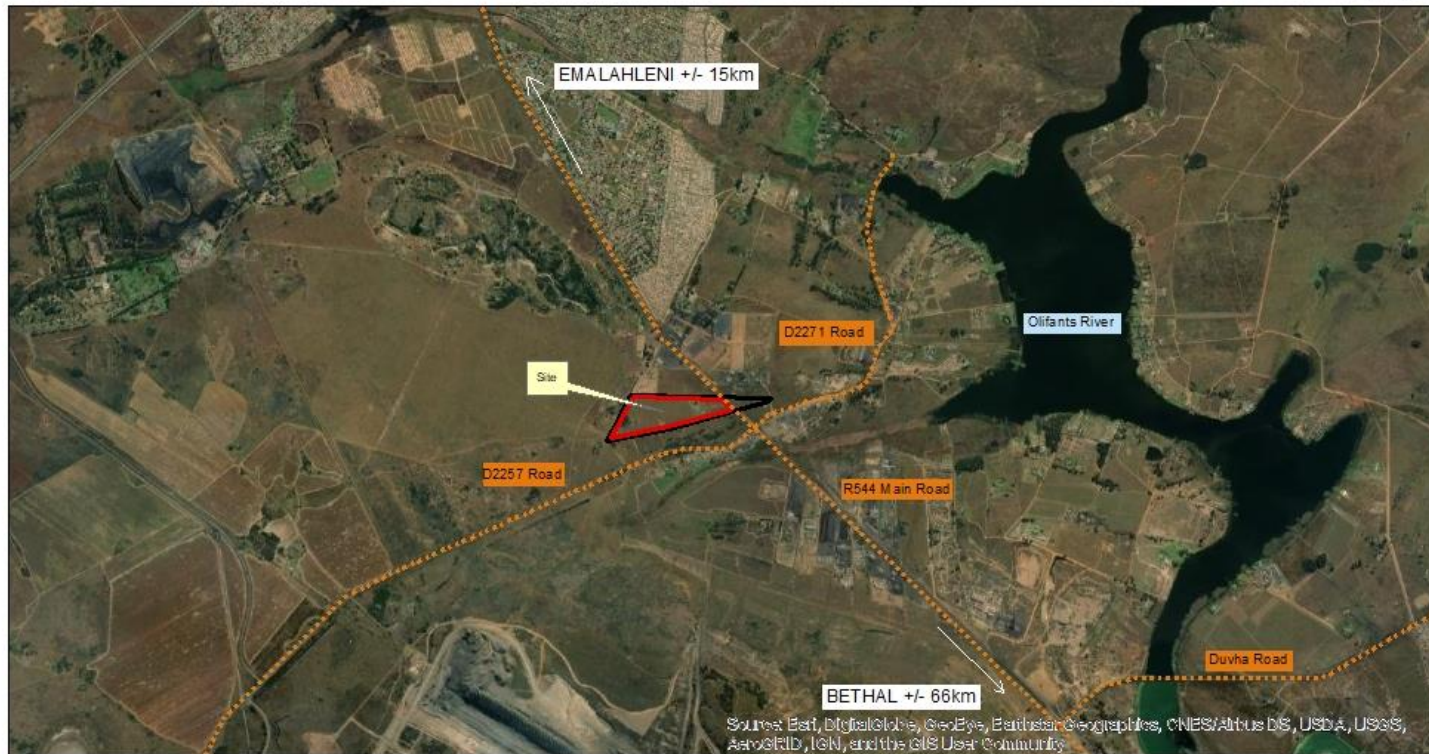 EMALAHLENI +/- 15km
Olifants River
D2271 Road
Site
D2257 Road
R544 Main Road
Duvha Road
BETHAL +/- 66km
Source: Esri, DigitalGlobe, GeoEye, Earthstar Geographics, CNES/Airbus DS, USDA, USGS,
AeroGRID, IGN, and the GIS User Community